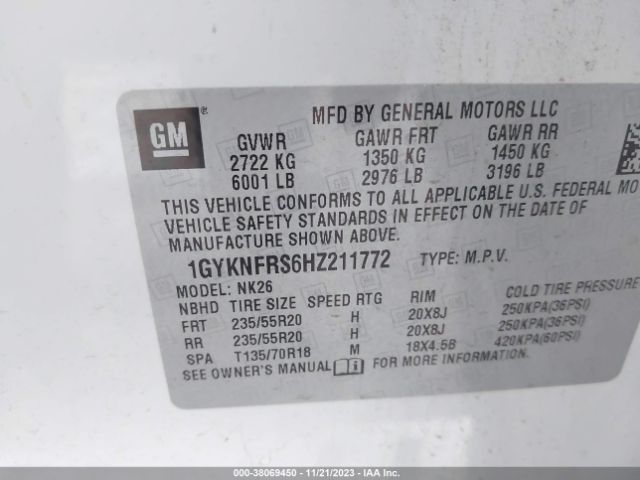 GM
®
MFD BY GENERAL MOTORS LLC
GVWR GAWR FRT GAWR RR
2722 KG 1350 KG 1450 KG
6001 LB 2976 LB 3196 LB
THIS VEHICLE CONFORMS TO ALL APPLICABLE U.S. FEDERAL MO
VEHICLE SAFETY STANDARDS IN EFFECT ON THE DATE OF
MANUFACTURE SHOWN ABOVE.
1GYKNFRS6HZ211772 TYPE: M.P.V.
MODEL: NK26
NBHD TIRE SIZE SPEED RTG RIM COLD TIRE PRESSURE
FRT 235/55R20 H 20X8J 250KPA(36PSI)
RR 235/55R20 H 20X8J 250KPA(36PSI)
SPA T135/70R18 M 18X4.5B 420KPA(60PSI)
SEE OWNER'S MANUAL FOR MORE INFORMATION.
000-38069450 - 11/21/2023 - IAA Inc. Copyright © 2023